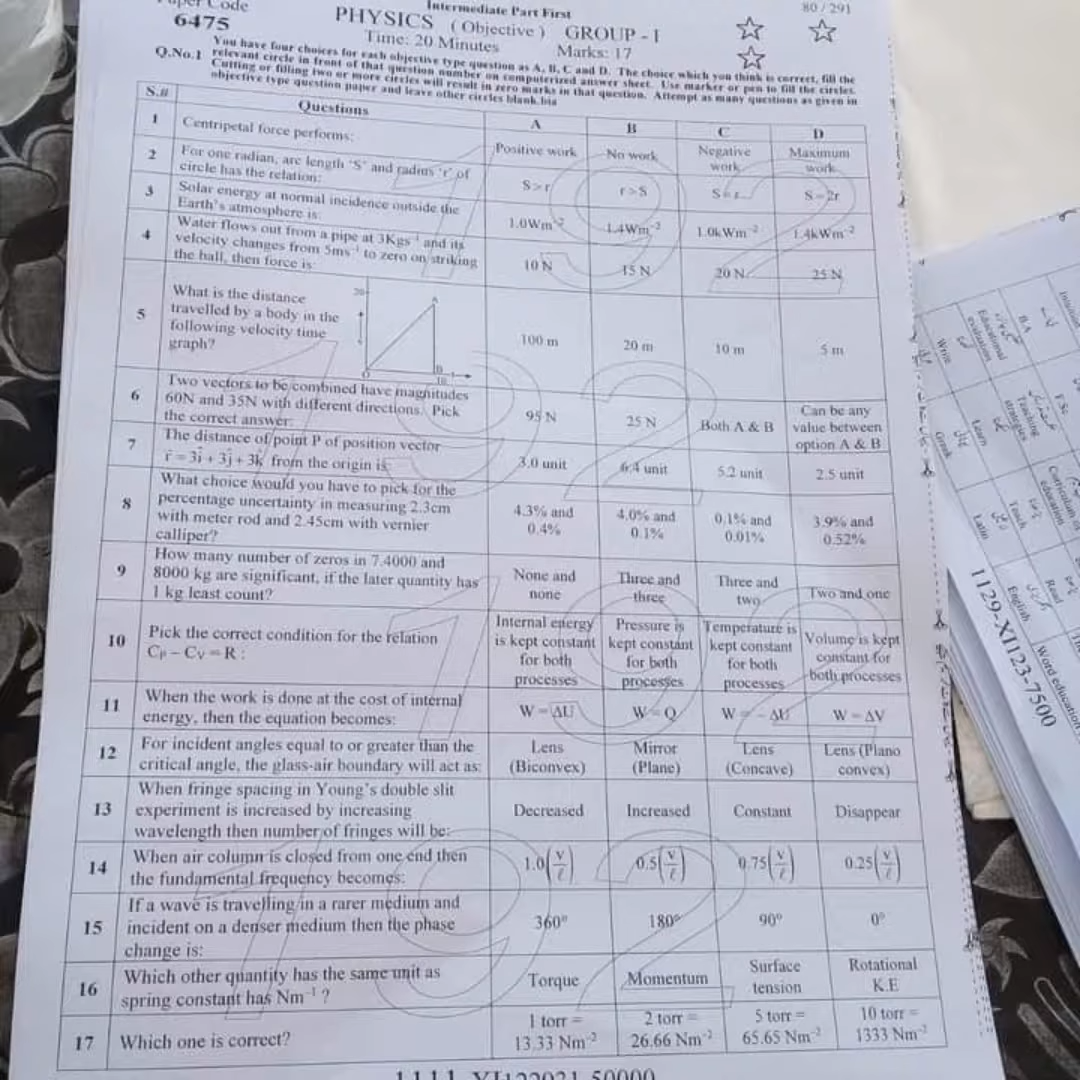 Intermediate Part First
80 / 291
6475
PHYSICS ( Objective ) GROUP - I
Time: 20 Minutes Marks: 17
Q.No.1 You have four choices for each objective type question as A, B, C and D. The choice which you think is correct, fill the
relevant circle in front of that question number on computerized answer sheet. Use marker or pen to fill the circles.
Cutting or filling two or more circles will result in zero marks in that question. Attempt as many questions as given in
objective type question paper and leave other circles blank.
S.# Questions A B C D
1 Centripetal force performs: Positive work No work Negative work Maximum work
2 For one radian, arc length 'S' and radius 'r' of
circle has the relation: S>r r>S S=r S=2r
3 Solar energy at normal incidence outside the
Earth's atmosphere is: 1.0Wm⁻² 1.4Wm⁻² 1.0kWm⁻² 1.4kWm⁻²
4 Water flows out from a pipe at 3Kgs⁻¹ and its
velocity changes from 5ms⁻¹ to zero on striking
the ball, then force is: 10 N 15 N 20 N 25 N
5 What is the distance
travelled by a body in the
following velocity time
graph?
20
A
O
B
10
100 m 20 m 10 m 5 m
6 Two vectors to be combined have magnitudes
60N and 35N with different directions. Pick
the correct answer: 95 N 25 N Both A & B Can be any value between option A & B
7 The distance of point P of position vector
r = 3î + 3ĵ + 3k̂ from the origin is 3.0 unit 6.4 unit 5.2 unit 2.5 unit
8 What choice would you have to pick for the
percentage uncertainty in measuring 2.3cm
with meter rod and 2.45cm with vernier
calliper? 4.3% and 0.4% 4.0% and 0.1% 0.1% and 0.01% 3.9% and 0.52%
9 How many number of zeros in 7.4000 and
8000 kg are significant, if the later quantity has
1 kg least count? None and none Three and three Three and two Two and one
10 Pick the correct condition for the relation
C_P – C_V = R : Internal energy is kept constant for both processes Pressure is kept constant for both processes Temperature is kept constant for both processes Volume is kept constant for both processes
11 When the work is done at the cost of internal
energy, then the equation becomes: W = ΔU W = Q W = - ΔU W = ΔV
12 For incident angles equal to or greater than the
critical angle, the glass-air boundary will act as: Lens (Biconvex) Mirror (Plane) Lens (Concave) Lens (Plano convex)
13 When fringe spacing in Young's double slit
experiment is increased by increasing
wavelength then number of fringes will be: Decreased Increased Constant Disappear
14 When air column is closed from one end then
the fundamental frequency becomes: 1.0(v/ℓ) 0.5(v/ℓ) 0.75(v/ℓ) 0.25(v/ℓ)
15 If a wave is travelling in a rarer medium and
incident on a denser medium then the phase
change is: 360° 180° 90° 0°
16 Which other quantity has the same unit as
spring constant has Nm⁻¹ ? Torque Momentum Surface tension Rotational K.E
17 Which one is correct? 1 torr = 13.33 Nm⁻² 2 torr = 26.66 Nm⁻² 5 torr = 65.65 Nm⁻² 10 torr = 1333 Nm⁻²
192
192
192
B.A
Educational
evaluation
Write
Teaching
strategies
Learn
Greek
education
Teach
Latin
Read
English
Word education
1129-XI123-7500